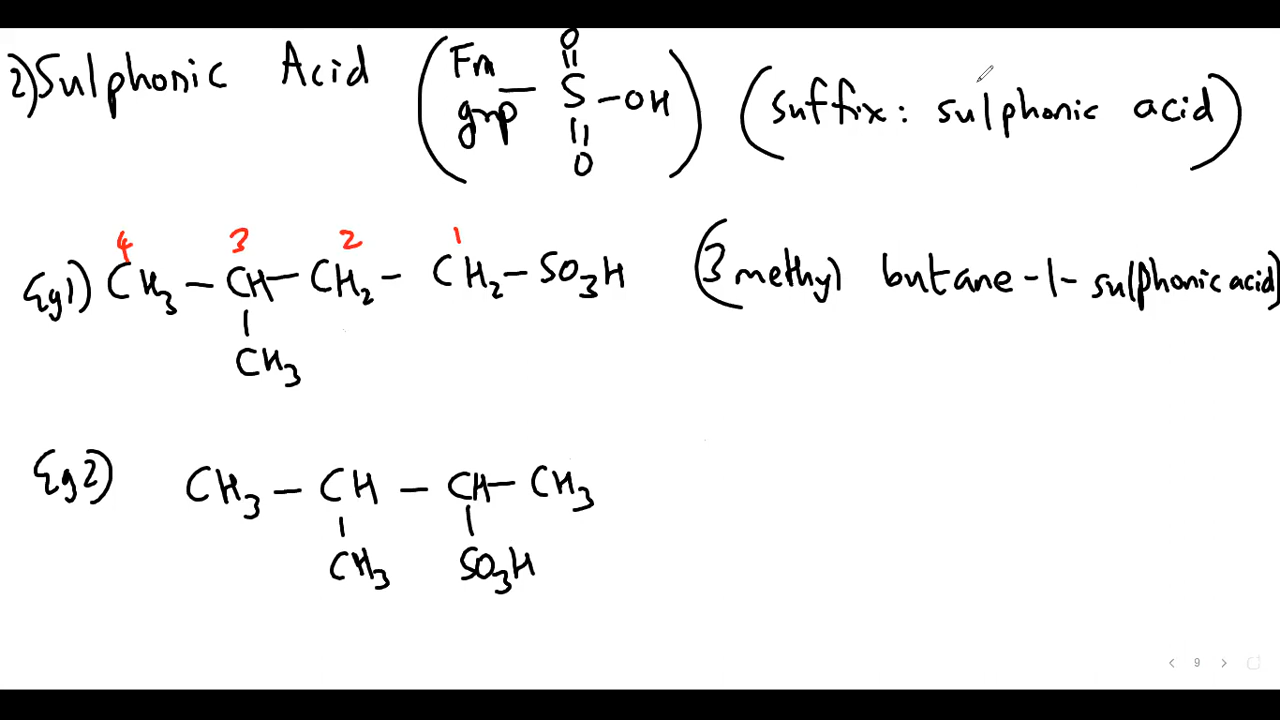 2) Sulphonic Acid ( Fn grp — S — OH ) (suffix: sulphonic acid)
O
O
4 3 2 1
Eg1) CH3 — CH — CH2 — CH2 — SO3H (3 methyl butane -1- sulphonic acid)
CH3
Eg2) CH3 — CH — CH — CH3
CH3 SO3H
< 9 >